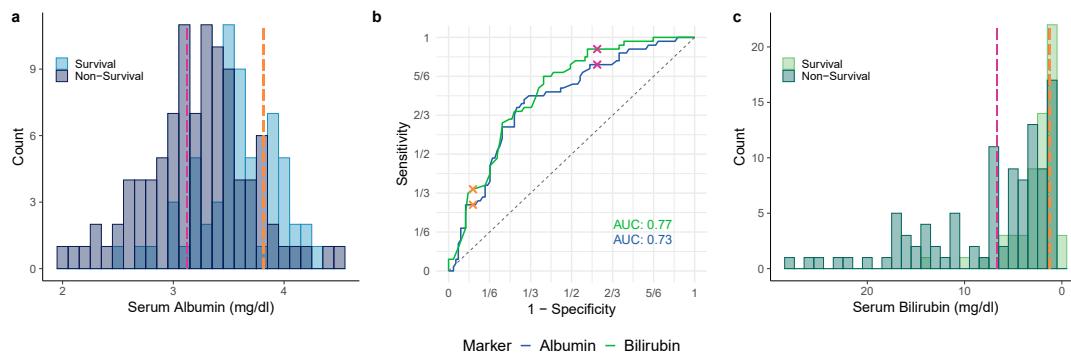 a
Count
9
6
3
0
Survival
Non-Survival
2
3
4
Serum Albumin (mg/dl)
b
Sensitivity
1
5/6
2/3
1/2
1/3
1/6
0
AUC: 0.77
AUC: 0.73
0
1/6
1/3
1/2
2/3
5/6
1
1 − Specificity
c
Count
20
15
10
5
0
Survival
Non-Survival
20
10
0
Serum Bilirubin (mg/dl)
Marker Albumin Bilirubin